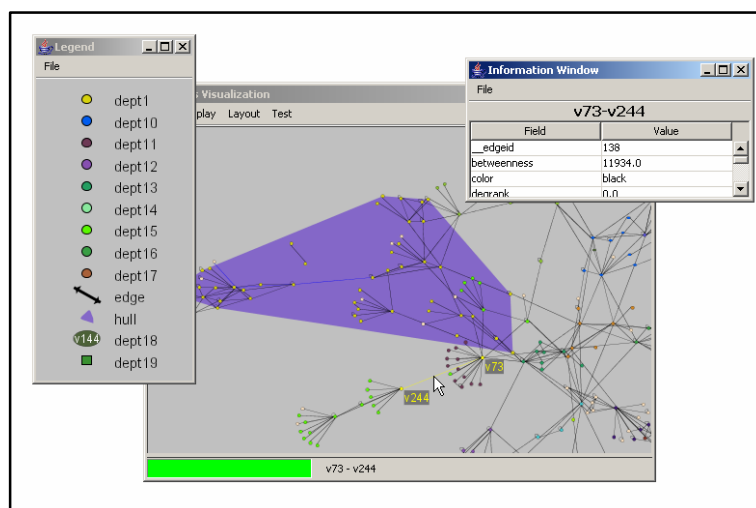 Legend
File
dept1
dept10
dept11
dept12
dept13
dept14
dept15
dept16
dept17
edge
hull
v144 dept18
dept19
Visualization
Layout Test
Information Window
File
v73-v244
Field Value
__edgeid 138
betweenness 11934.0
color black
degrank 0.0
v73
v244
v73 - v244